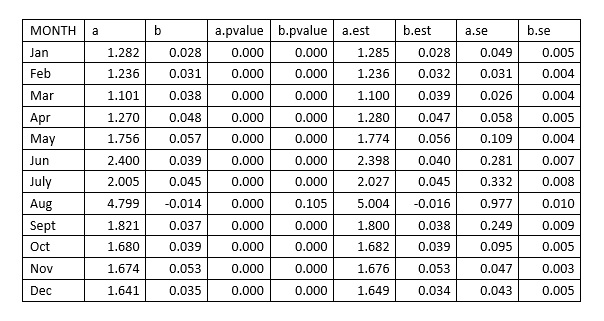 MONTH a b a.pvalue b.pvalue a.est b.est a.se b.se
Jan 1.282 0.028 0.000 0.000 1.285 0.028 0.049 0.005
Feb 1.236 0.031 0.000 0.000 1.236 0.032 0.031 0.004
Mar 1.101 0.038 0.000 0.000 1.100 0.039 0.026 0.004
Apr 1.270 0.048 0.000 0.000 1.280 0.047 0.058 0.005
May 1.756 0.057 0.000 0.000 1.774 0.056 0.109 0.004
Jun 2.400 0.039 0.000 0.000 2.398 0.040 0.281 0.007
July 2.005 0.045 0.000 0.000 2.027 0.045 0.332 0.008
Aug 4.799 -0.014 0.000 0.105 5.004 -0.016 0.977 0.010
Sept 1.821 0.037 0.000 0.000 1.800 0.038 0.249 0.009
Oct 1.680 0.039 0.000 0.000 1.682 0.039 0.095 0.005
Nov 1.674 0.053 0.000 0.000 1.676 0.053 0.047 0.003
Dec 1.641 0.035 0.000 0.000 1.649 0.034 0.043 0.005